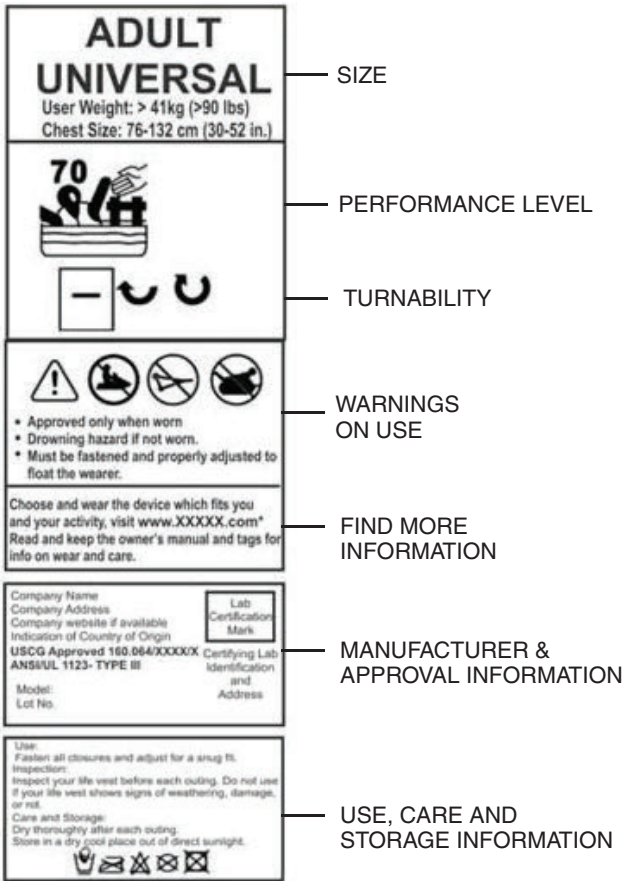 ADULT
UNIVERSAL
User Weight: > 41kg (>90 lbs)
Chest Size: 76-132 cm (30-52 in.)
SIZE
70
PERFORMANCE LEVEL
TURNABILITY
• Approved only when worn
• Drowning hazard if not worn.
• Must be fastened and properly adjusted to
float the wearer.
WARNINGS
ON USE
Choose and wear the device which fits you
and your activity, visit www.XXXXX.com*
Read and keep the owner's manual and tags for
info on wear and care.
FIND MORE
INFORMATION
Company Name
Company Address
Company website if available
Indication of Country of Origin
USCG Approved 160.064/XXXX/X
ANSI/UL 1123- TYPE III
Model:
Lot No.
Lab
Certification
Mark
Certifying Lab
Identification
and
Address
MANUFACTURER &
APPROVAL INFORMATION
Use:
Fasten all closures and adjust for a snug fit.
Inspection:
Inspect your life vest before each outing. Do not use
if your life vest shows signs of weathering, damage,
or rot.
Care and Storage:
Dry thoroughly after each outing.
Store in a dry cool place out of direct sunlight.
USE, CARE AND
STORAGE INFORMATION